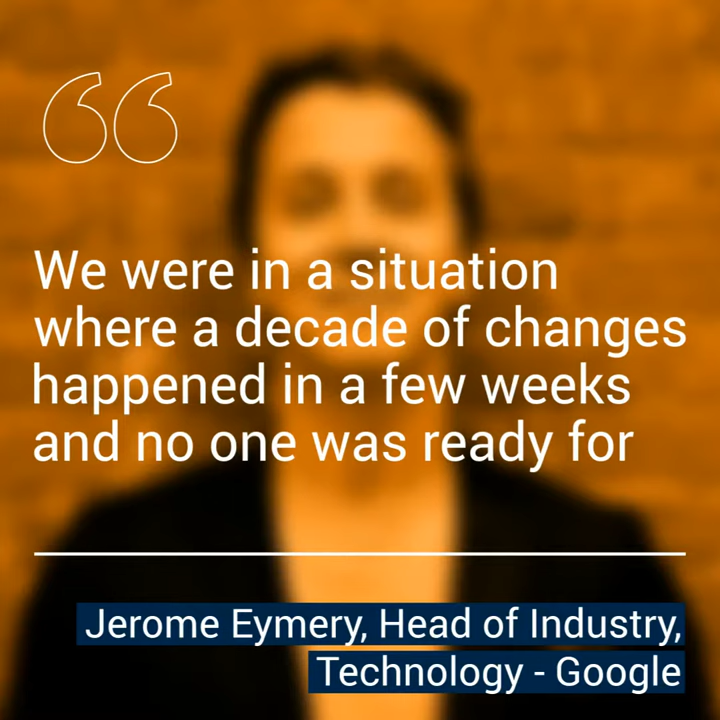 We were in a situation
where a decade of changes
happened in a few weeks
and no one was ready for
Jerome Eymery, Head of Industry,
Technology - Google